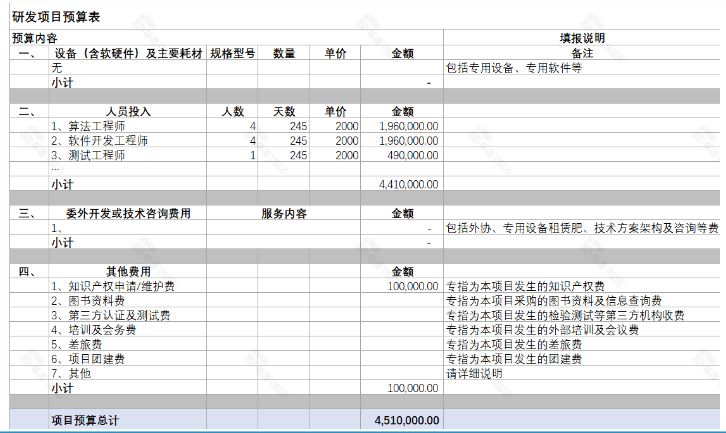 研发项目预算表
预算内容 填报说明
一、 设备（含软硬件）及主要耗材 规格型号 数量 单价 金额 备注
无 包括专用设备、专用软件等
小计 -
二、 人员投入 人数 天数 单价 金额
1、算法工程师 4 245 2000 1,960,000.00
2、软件开发工程师 4 245 2000 1,960,000.00
3、测试工程师 1 245 2000 490,000.00
...
小计 4,410,000.00
三、 委外开发或技术咨询费用 服务内容 金额
1、 - 包括外协、专用设备租赁肥、技术方案架构及咨询等费
小计 -
四、 其他费用 金额
1、知识产权申请/维护费 100,000.00 专指为本项目发生的知识产权费
2、图书资料费 专指为本项目采购的图书资料及信息查询费
3、第三方认证及测试费 专指为本项目发生的检验测试等第三方机构收费
4、培训及会务费 专指为本项目发生的外部培训及会议费
5、差旅费 专指为本项目发生的差旅费
6、项目团建费 专指为本项目发生的团建费
7、其他 请详细说明
小计 100,000.00
项目预算总计 4,510,000.00